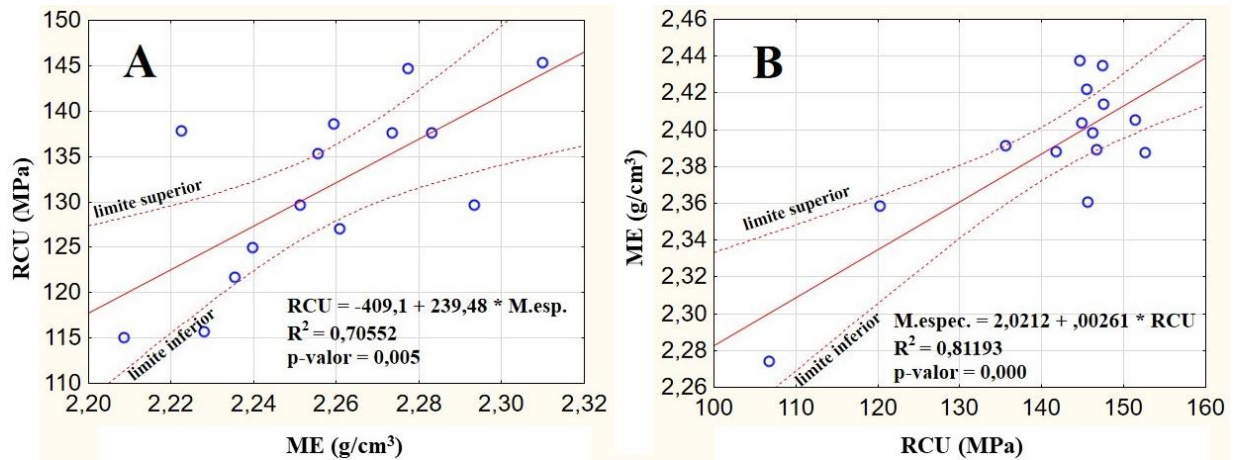 A
RCU (MPa)
150
145
140
135
130
125
120
115
110
limite superior
limite inferior
RCU = -409,1 + 239,48 * M.esp.
R² = 0,70552
p-valor = 0,005
2,20 2,22 2,24 2,26 2,28 2,30 2,32
ME (g/cm³)
B
ME (g/cm³)
2,46
2,44
2,42
2,40
2,38
2,36
2,34
2,32
2,30
2,28
2,26
limite superior
limite inferior
M.espec. = 2,0212 + ,00261 * RCU
R² = 0,81193
p-valor = 0,000
100 110 120 130 140 150 160
RCU (MPa)